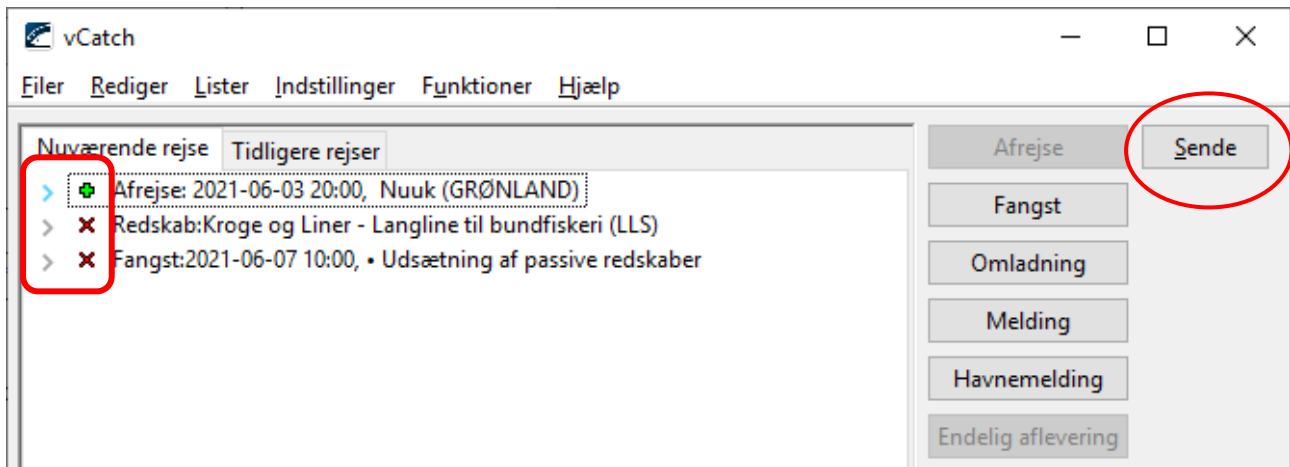 vCatch
Filer Rediger Lister Indstillinger Funktioner Hjælp
Nuværende rejse Tidligere rejser
Afrejse: 2021-06-03 20:00, Nuuk (GRØNLAND)
Redskab:Kroge og Liner - Langline til bundfiskeri (LLS)
Fangst:2021-06-07 10:00, • Udsætning af passive redskaber
Afrejse
Sende
Fangst
Omladning
Melding
Havnemelding
Endelig aflevering